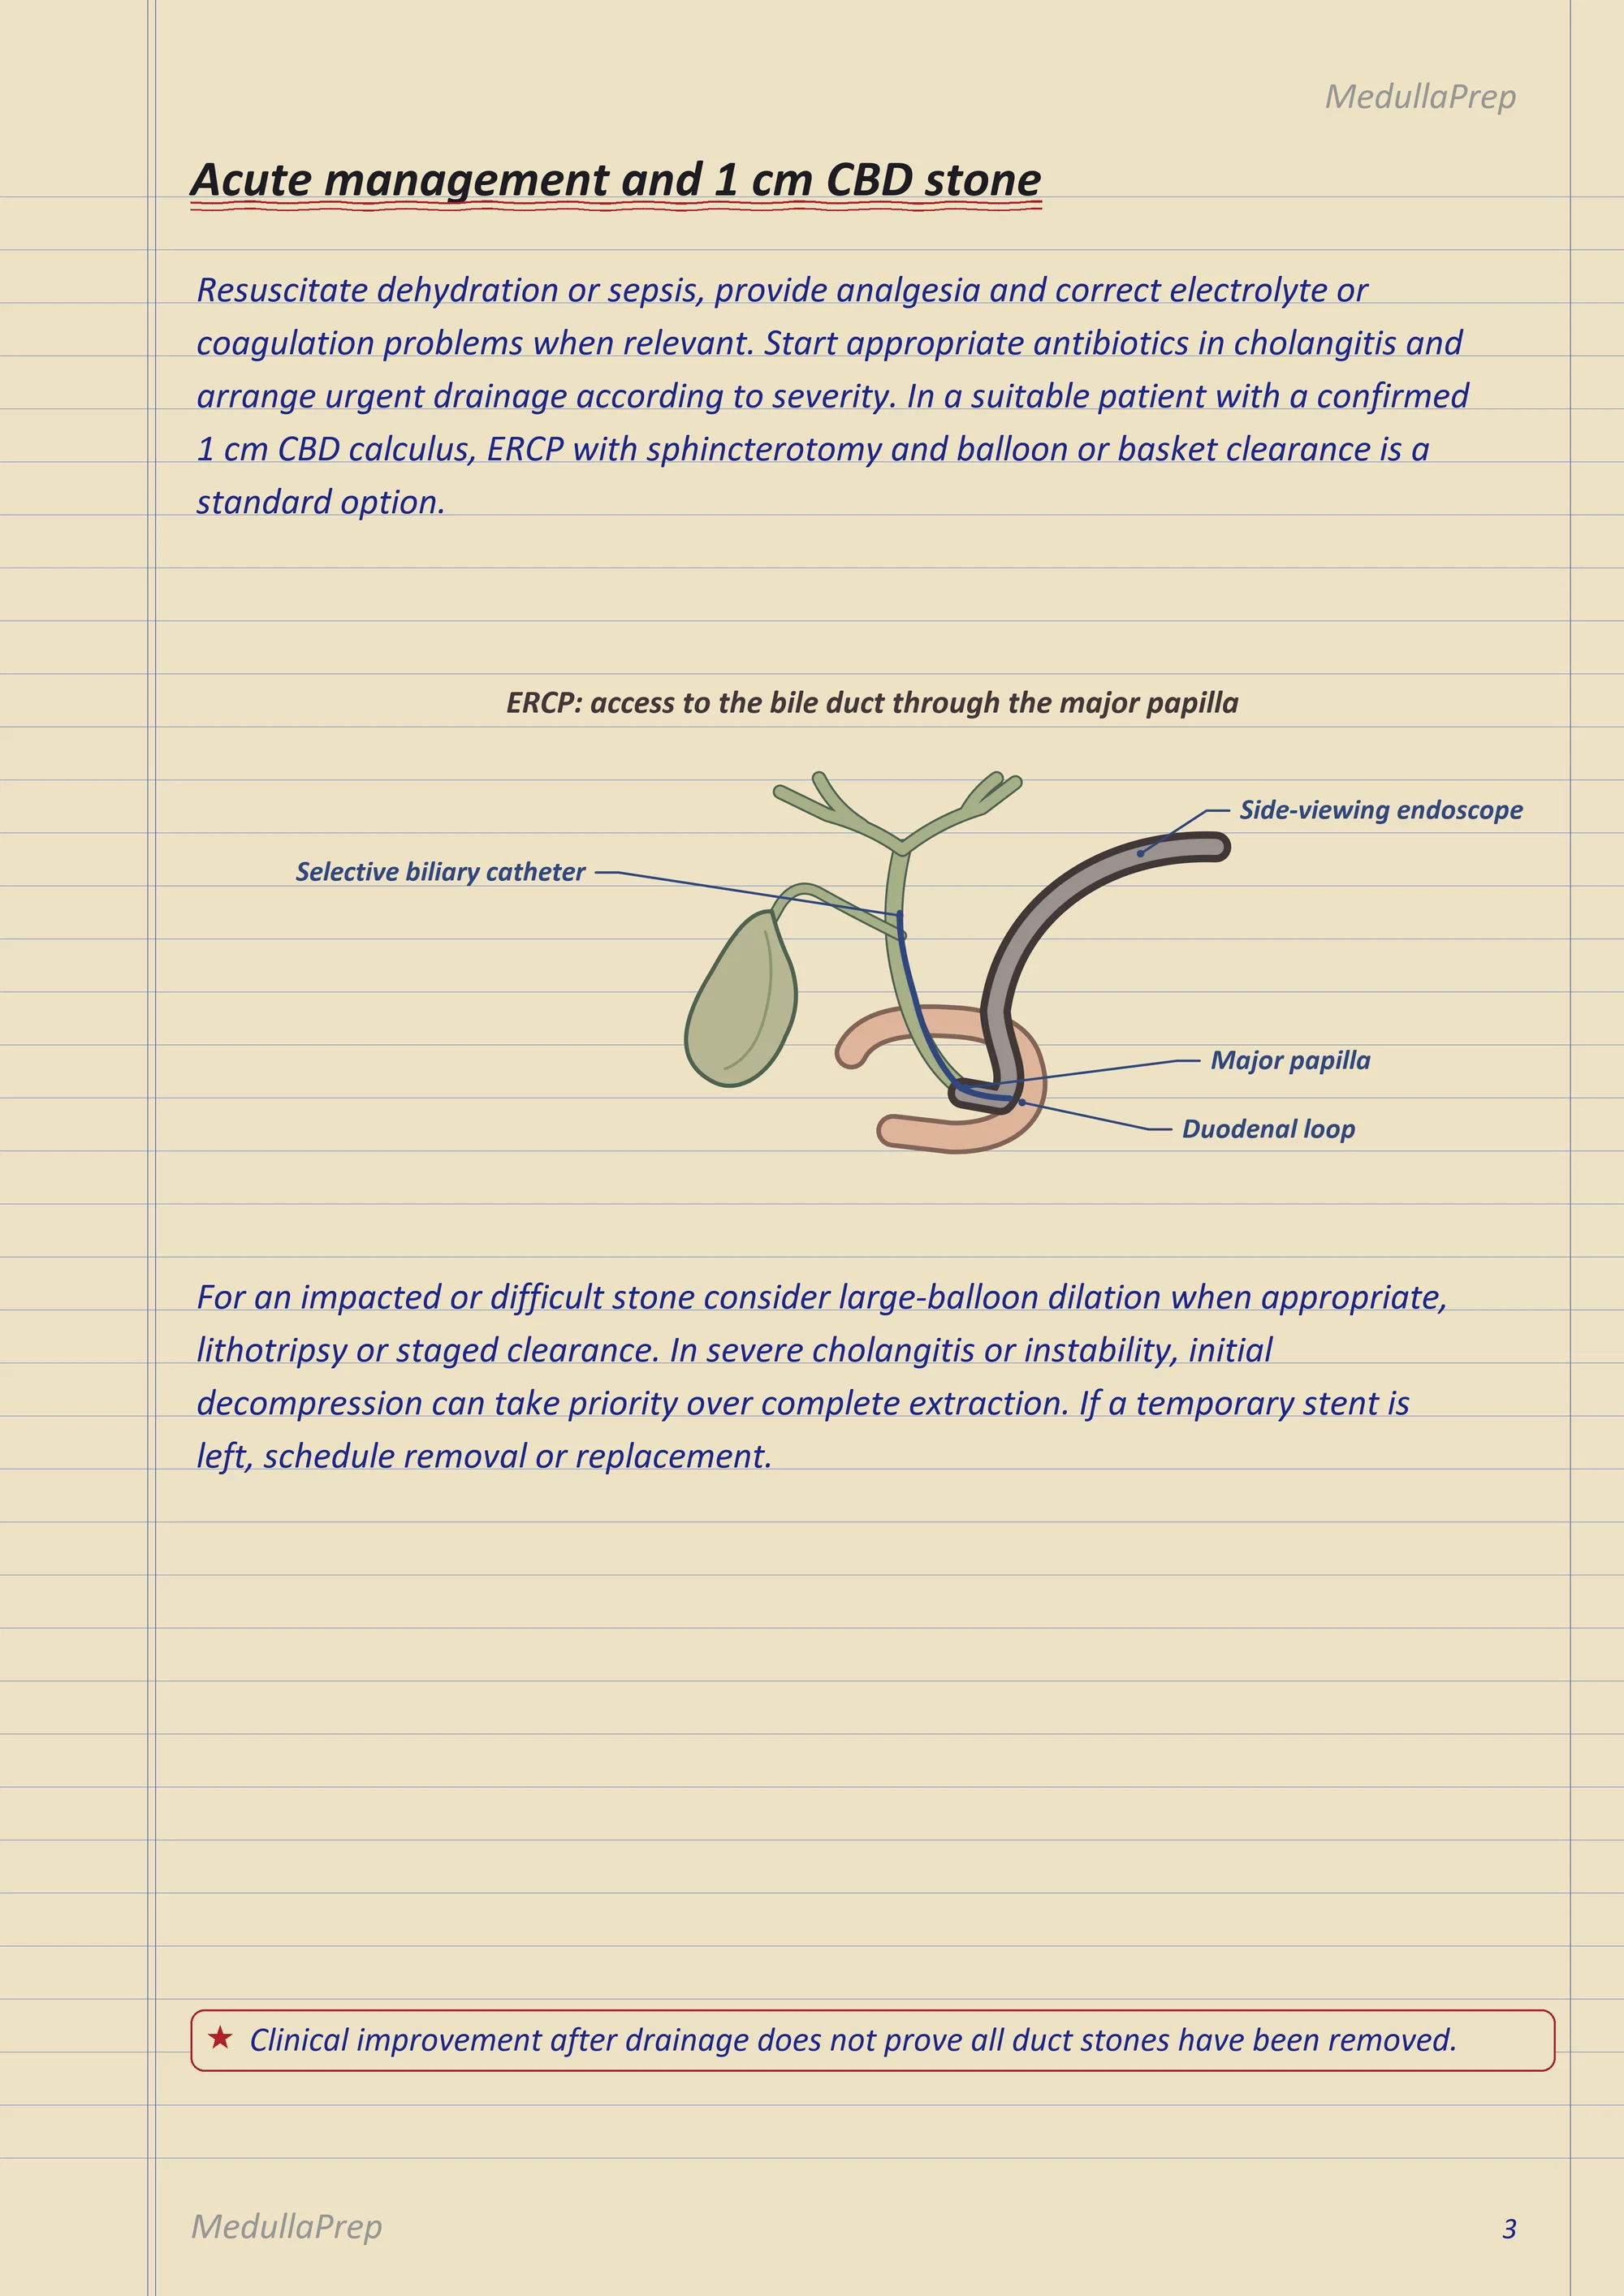 MedullaPrep
Acute management and 1 cm CBD stone
Resuscitate dehydration or sepsis, provide analgesia and correct electrolyte or
coagulation problems when relevant. Start appropriate antibiotics in cholangitis and
arrange urgent drainage according to severity. In a suitable patient with a confirmed
1 cm CBD calculus, ERCP with sphincterotomy and balloon or basket clearance is a
standard option.
ERCP: access to the bile duct through the major papilla
Side-viewing endoscope
Selective biliary catheter
Major papilla
Duodenal loop
For an impacted or difficult stone consider large-balloon dilation when appropriate,
lithotripsy or staged clearance. In severe cholangitis or instability, initial
decompression can take priority over complete extraction. If a temporary stent is
left, schedule removal or replacement.
★ Clinical improvement after drainage does not prove all duct stones have been removed.
MedullaPrep
3